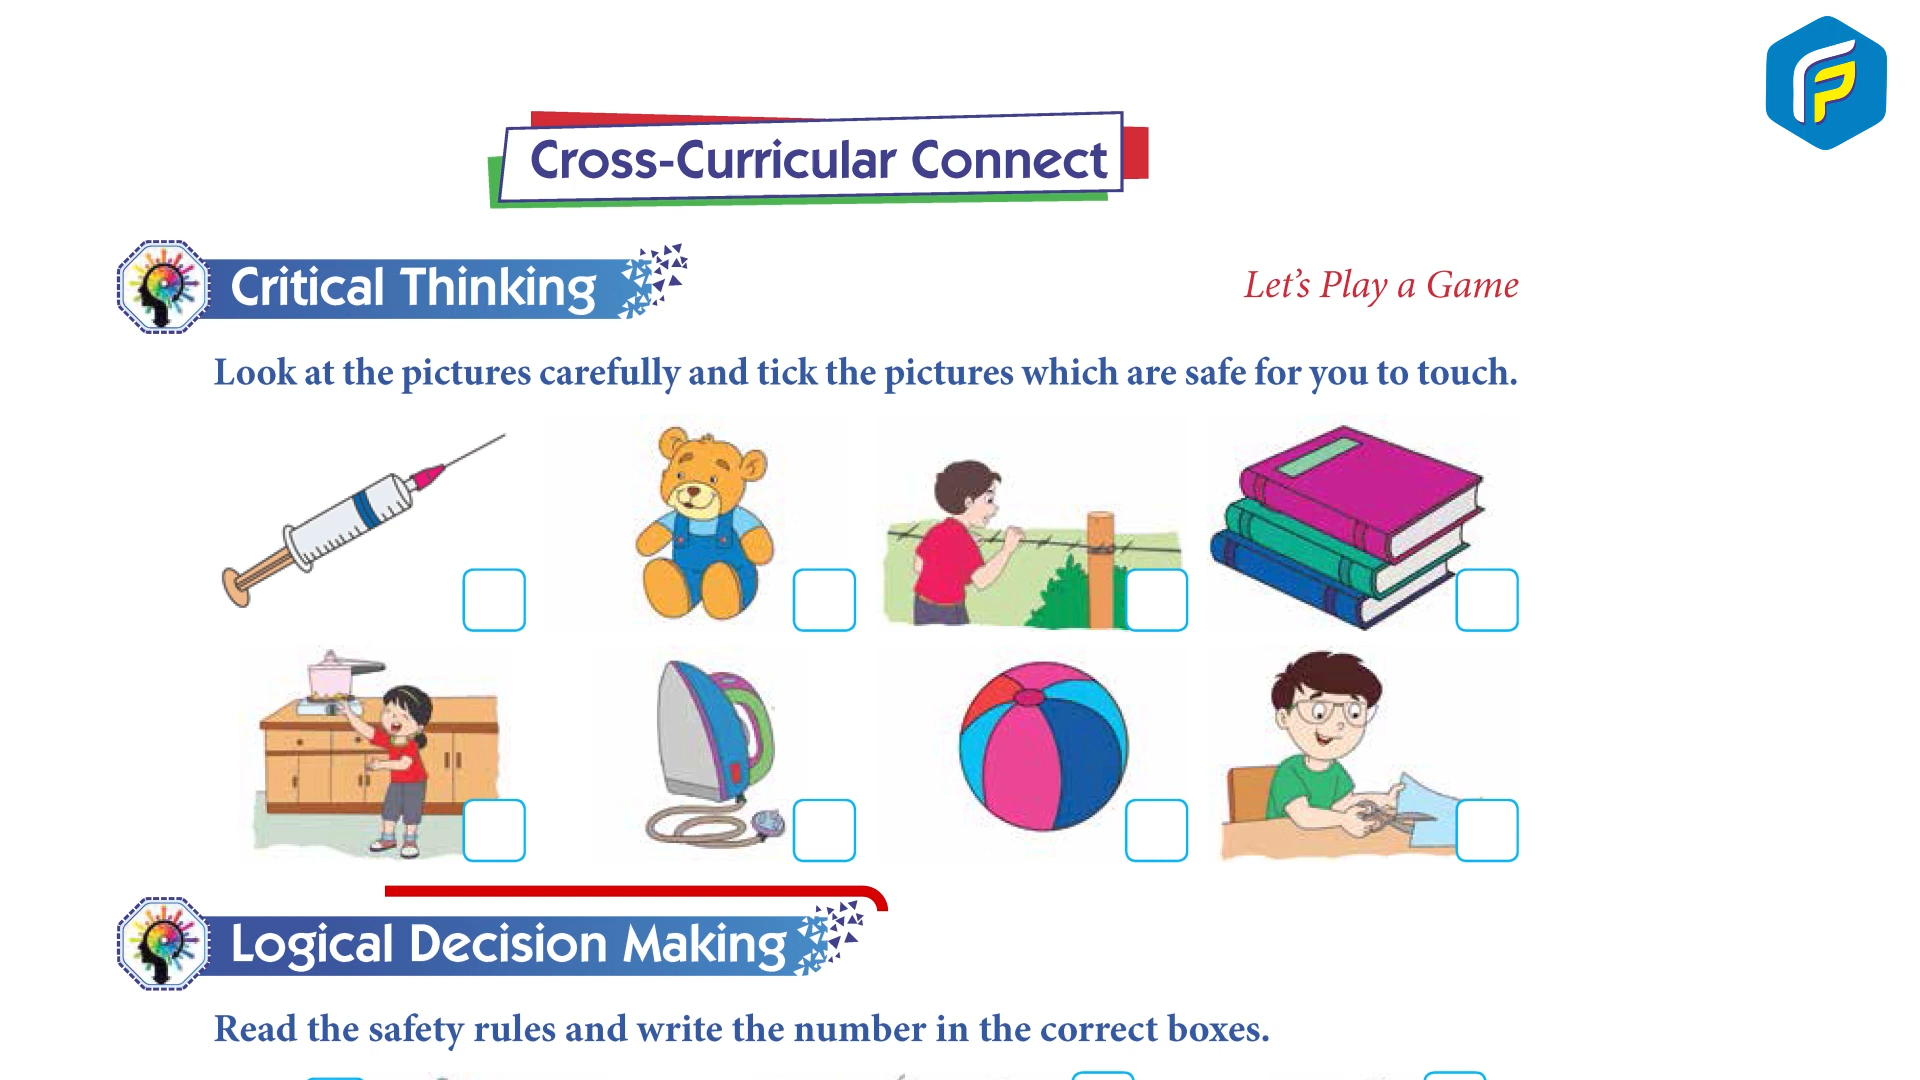 Cross-Curricular Connect
Critical Thinking
Let’s Play a Game
Look at the pictures carefully and tick the pictures which are safe for you to touch.
Logical Decision Making
Read the safety rules and write the number in the correct boxes.